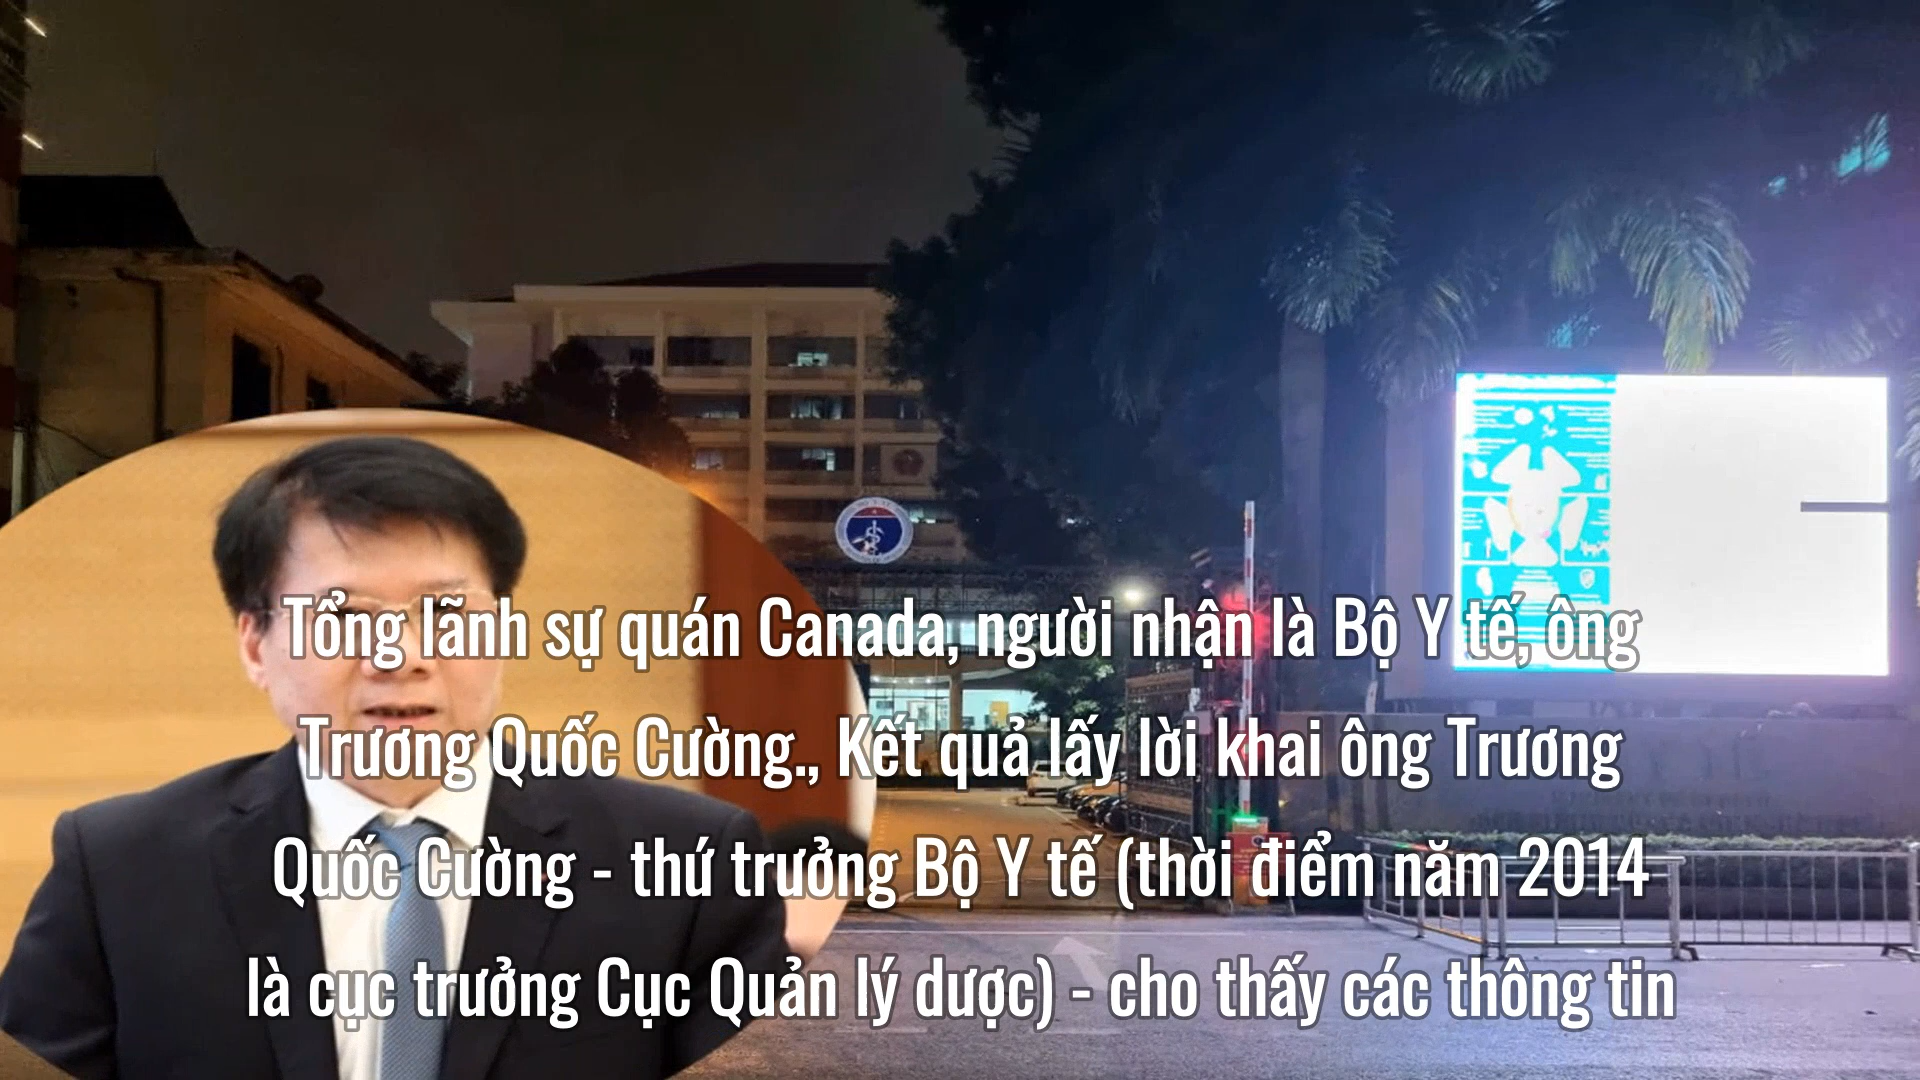 Tổng lãnh sự quán Canada, người nhận là Bộ Y tế, ông
Trương Quốc Cường., Kết quả lấy lời khai ông Trương
Quốc Cường - thứ trưởng Bộ Y tế (thời điểm năm 2014
là cục trưởng Cục Quản lý dược) - cho thấy các thông tin